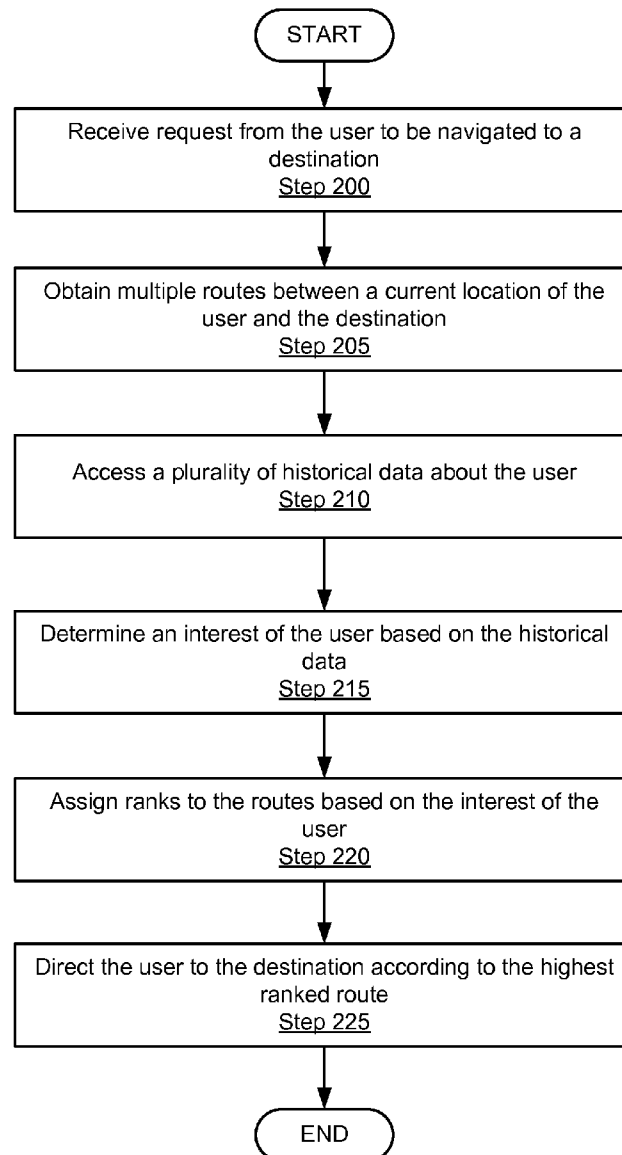 START
Receive request from the user to be navigated to a
destination
Step 200
Obtain multiple routes between a current location of the
user and the destination
Step 205
Access a plurality of historical data about the user
Step 210
Determine an interest of the user based on the historical
data
Step 215
Assign ranks to the routes based on the interest of the
user
Step 220
Direct the user to the destination according to the highest
ranked route
Step 225
END